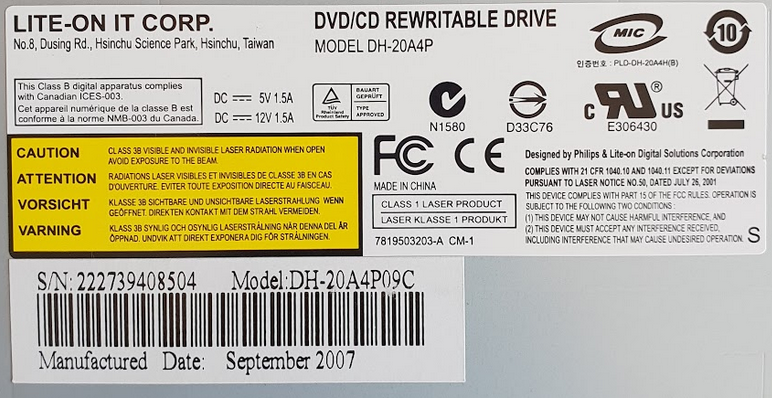 LITE-ON IT CORP.
No.8, Dusing Rd., Hsinchu Science Park, Hsinchu, Taiwan
DVD/CD REWRITABLE DRIVE
MODEL DH-20A4P
MIC
인증번호 : PLD-DH-20A4H(B)
10
This Class B digital apparatus complies
with Canadian ICES-003.
Cet appareil numérique de la classe B est
conforme à la norme NMB-003 du Canada.
DC 5V 1.5A
DC 12V 1.5A
TÜV
Rheinland
Product Safety
BAUART
GEPRÜFT
TYPE
APPROVED
N1580
D33C76
c RU ® US
E306430
CAUTION CLASS 3B VISIBLE AND INVISIBLE LASER RADIATION WHEN OPEN
AVOID EXPOSURE TO THE BEAM.
ATTENTION RADIATIONS LASER VISIBLES ET INVISIBLES DE CLASSE 3B EN CAS
D'OUVERTURE. EVITER TOUTE EXPOSITION DIRECTE AU FAISCEAU.
VORSICHT KLASSE 3B SICHTBARE UND UNSICHTBARE LASERSTRAHLUNG WENN
GEÖFFNET. DIREKTEN KONTAKT MIT DEM STRAHL VERMEIDEN.
VARNING KLASS 3B SYNLIG OCH OSYNLIG LASERSTRÅLNING NÄR DENNA DEL ÄR
ÖPPNAD. UNDVIK ATT DIREKT EXPONERA DIG FÖR STRÅLNINGEN.
FC CE
MADE IN CHINA
CLASS 1 LASER PRODUCT
LASER KLASSE 1 PRODUKT
7819503203-A CM-1
Designed by Philips & Lite-on Digital Solutions Corporation
COMPLIES WITH 21 CFR 1040.10 AND 1040.11 EXCEPT FOR DEVIATIONS
PURSUANT TO LASER NOTICE NO.50, DATED JULY 26, 2001
THIS DEVICE COMPLIES WITH PART 15 OF THE FCC RULES. OPERATION IS
SUBJECT TO THE FOLLOWING TWO CONDITIONS :
(1) THIS DEVICE MAY NOT CAUSE HARMFUL INTERFERENCE, AND
(2) THIS DEVICE MUST ACCEPT ANY INTERFERENCE RECEIVED,
INCLUDING INTERFERENCE THAT MAY CAUSE UNDESIRED OPERATION. S
S/N: 222739408504 Model:DH-20A4P09C
Manufactured Date: September 2007